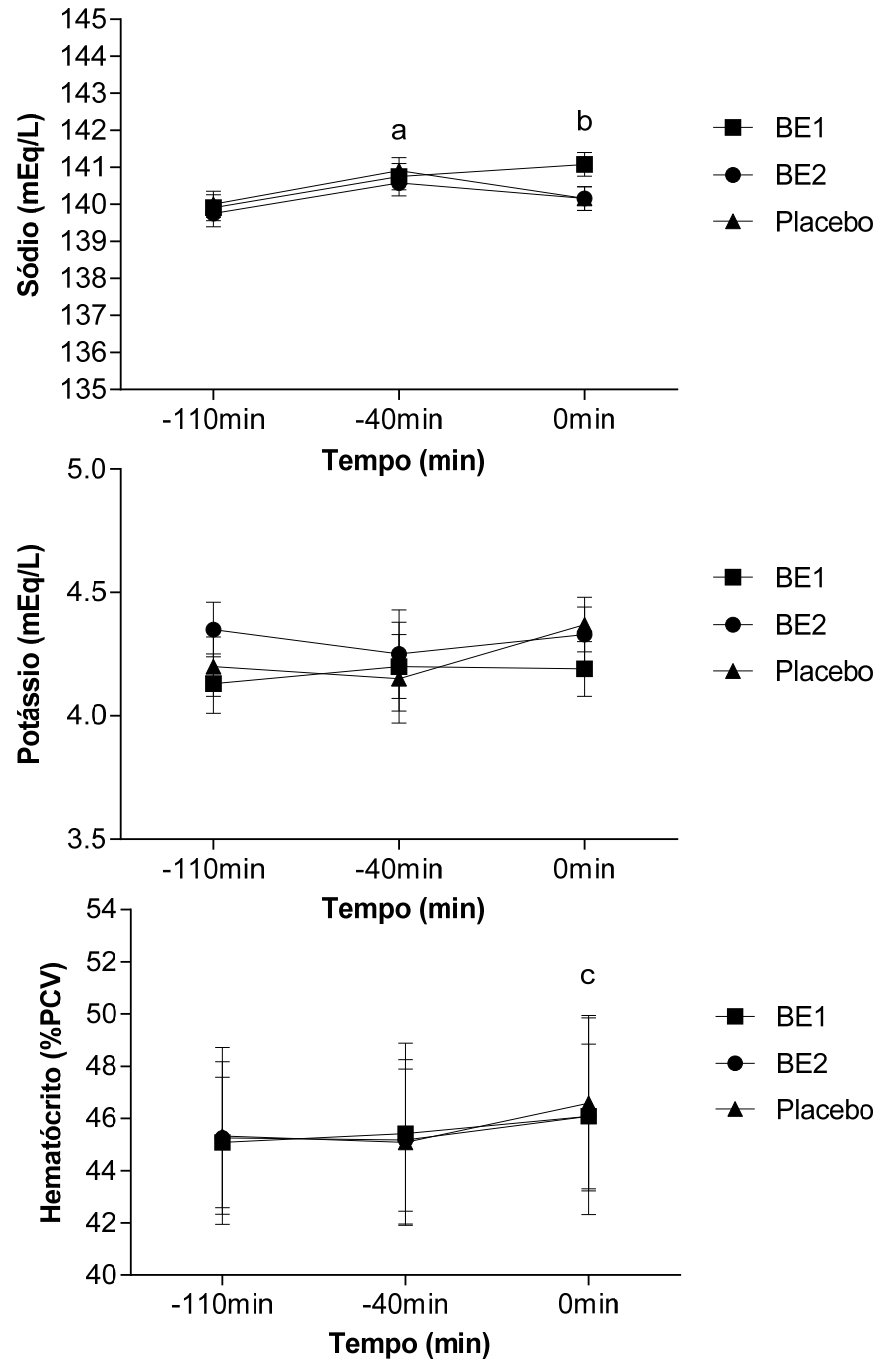 145
144
143
142
141
140
139
138
137
136
135
Sódio (mEq/L)
a
b
BE1
BE2
Placebo
-110min -40min 0min
Tempo (min)
5.0
4.5
4.0
3.5
Potássio (mEq/L)
BE1
BE2
Placebo
-110min -40min 0min
Tempo (min)
54
52
50
48
46
44
42
40
Hematócrito (%PCV)
c
BE1
BE2
Placebo
-110min -40min 0min
Tempo (min)